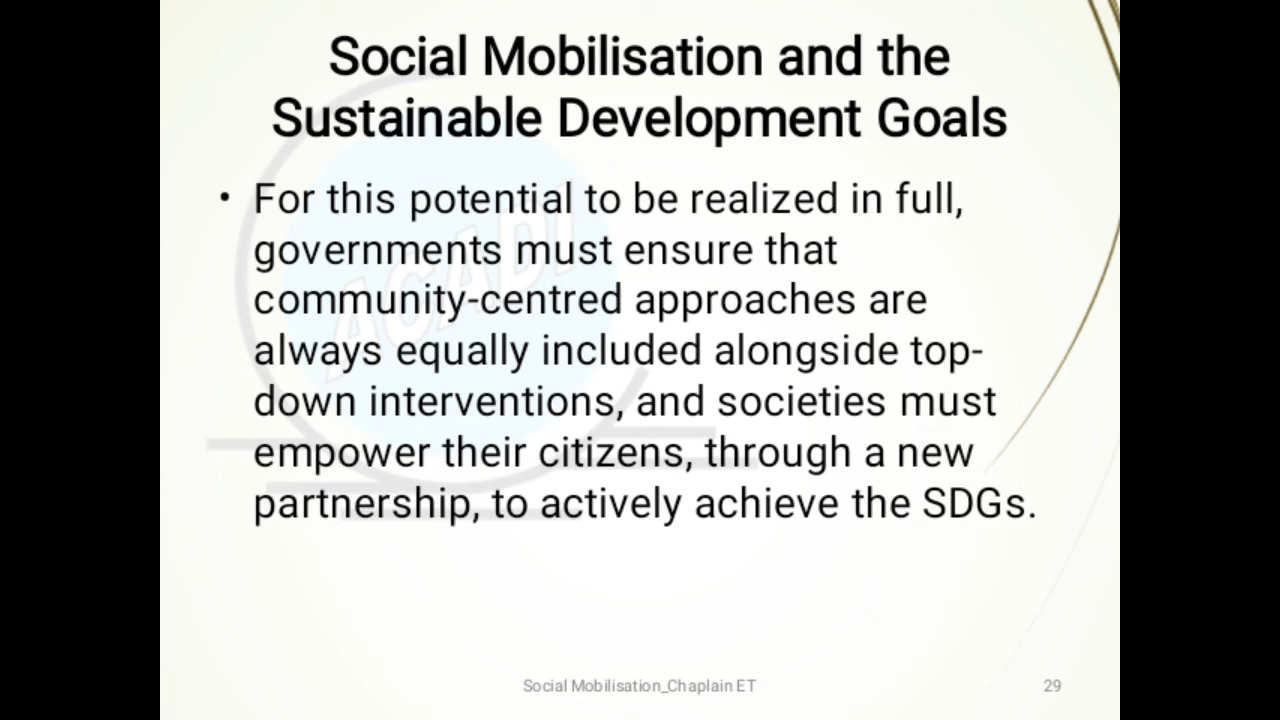 Social Mobilisation and the
Sustainable Development Goals
• For this potential to be realized in full,
governments must ensure that
community-centred approaches are
always equally included alongside top-
down interventions, and societies must
empower their citizens, through a new
partnership, to actively achieve the SDGs.
ACADI
Social Mobilisation_Chaplain ET
29